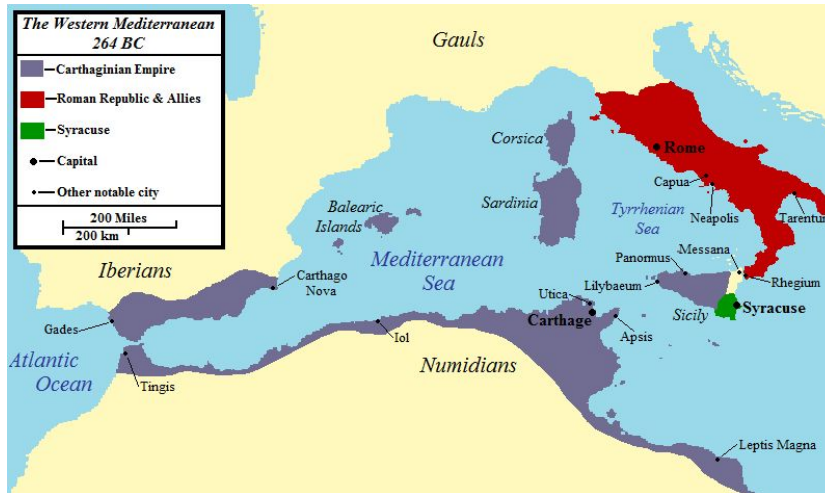 The Western Mediterranean
264 BC
Carthaginian Empire
Roman Republic & Allies
Syracuse
Capital
Other notable city
200 Miles
200 km
Gauls
Corsica
Rome
Capua
Sardinia
Balearic
Islands
Neapolis
Tarentum
Tyrrhenian
Sea
Mediterranean
Sea
Iberians
Panormus
Messana
Carthago
Nova
Lilybaeum
Rhegium
Utica
Carthage
Sicily
Syracuse
Gades
Iol
Apsis
Atlantic
Ocean
Tingis
Numidians
Leptis Magna